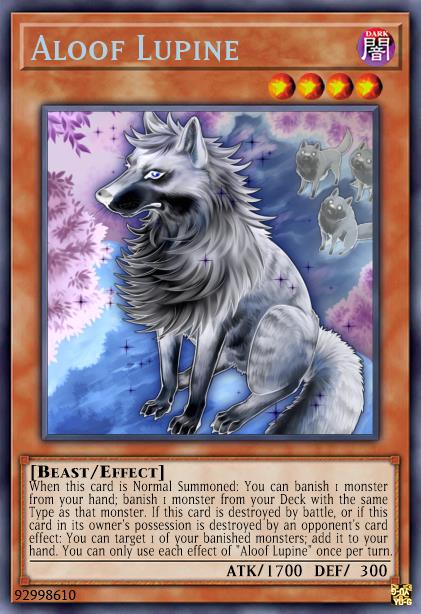 Aloof Lupine
DARK
闇
[Beast/Effect]
When this card is Normal Summoned: You can banish 1 monster
from your hand; banish 1 monster from your Deck with the same
Type as that monster. If this card is destroyed by battle, or if this
card in its owner's possession is destroyed by an opponent's card
effect: You can target 1 of your banished monsters; add it to your
hand. You can only use each effect of "Aloof Lupine" once per turn.
ATK/1700 DEF/ 300
92998610